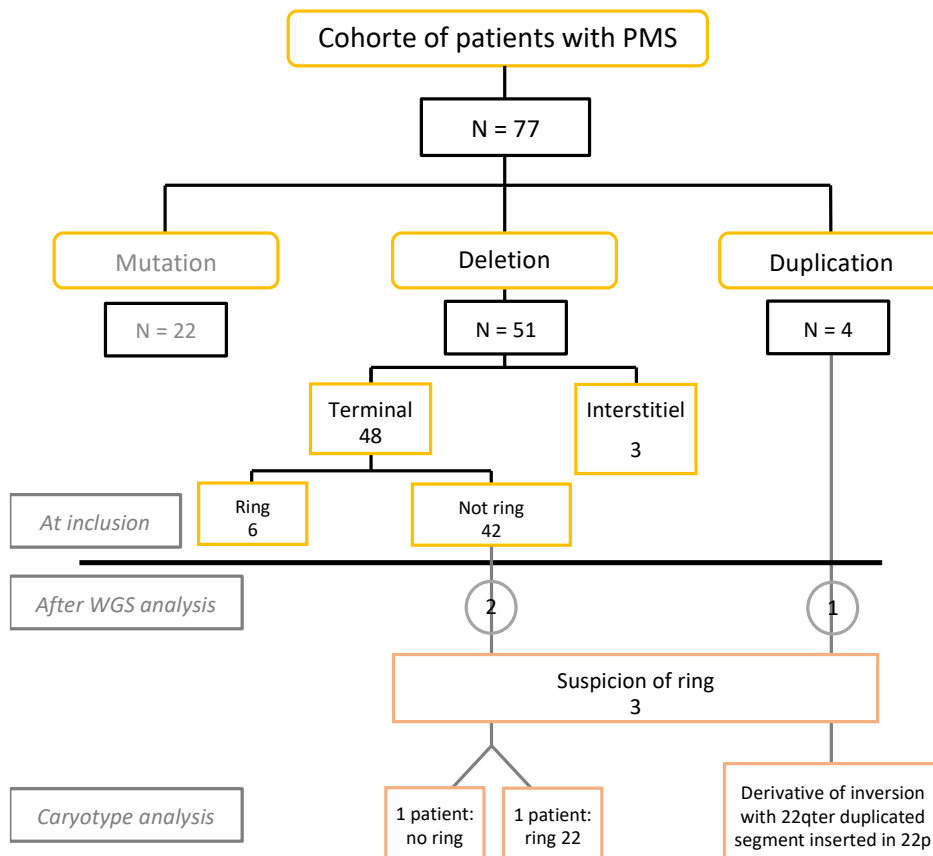 Cohorte of patients with PMS
N = 77
Mutation
Deletion
Duplication
N = 22
N = 51
N = 4
Terminal
48
Interstitiel
3
Ring
6
Not ring
42
At inclusion
After WGS analysis
2
1
Suspicion of ring
3
Caryotype analysis
1 patient:
no ring
1 patient:
ring 22
Derivative of inversion
with 22qter duplicated
segment inserted in 22p